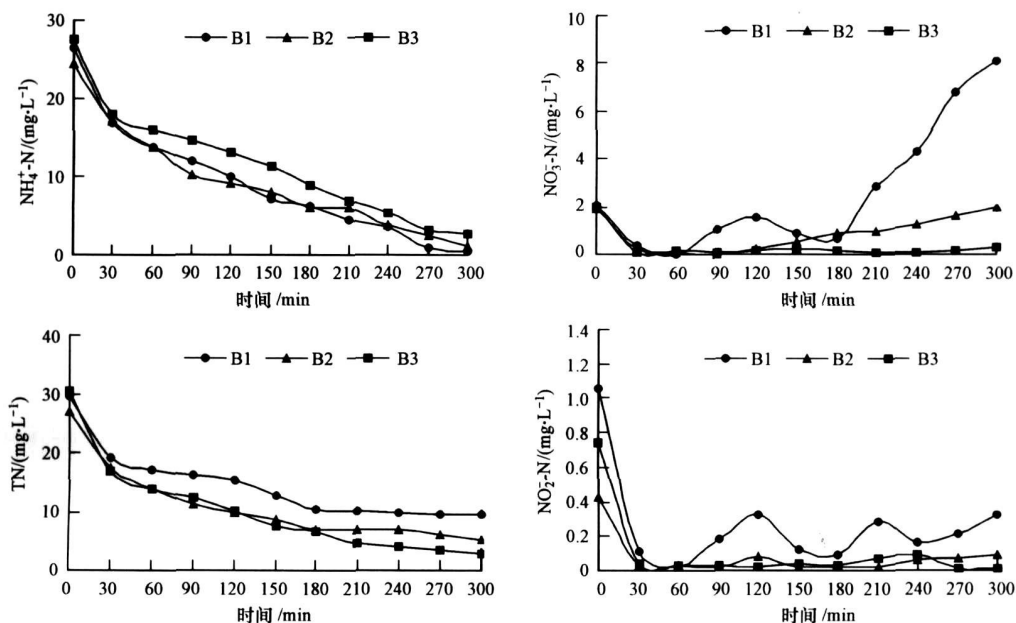 30
20
10
0
NH₄⁺-N/(mg·L⁻¹)
B1 B2 B3
0 30 60 90 120 150 180 210 240 270 300
时间 /min
10
8
6
4
2
0
NO₃⁻-N/(mg·L⁻¹)
B1 B2 B3
0 30 60 90 120 150 180 210 240 270 300
时间 /min
40
30
20
10
0
TN/(mg·L⁻¹)
B1 B2 B3
0 30 60 90 120 150 180 210 240 270 300
时间 /min
1.4
1.2
1.0
0.8
0.6
0.4
0.2
0
NO₂⁻-N/(mg·L⁻¹)
B1 B2 B3
0 30 60 90 120 150 180 210 240 270 300
时间 /min